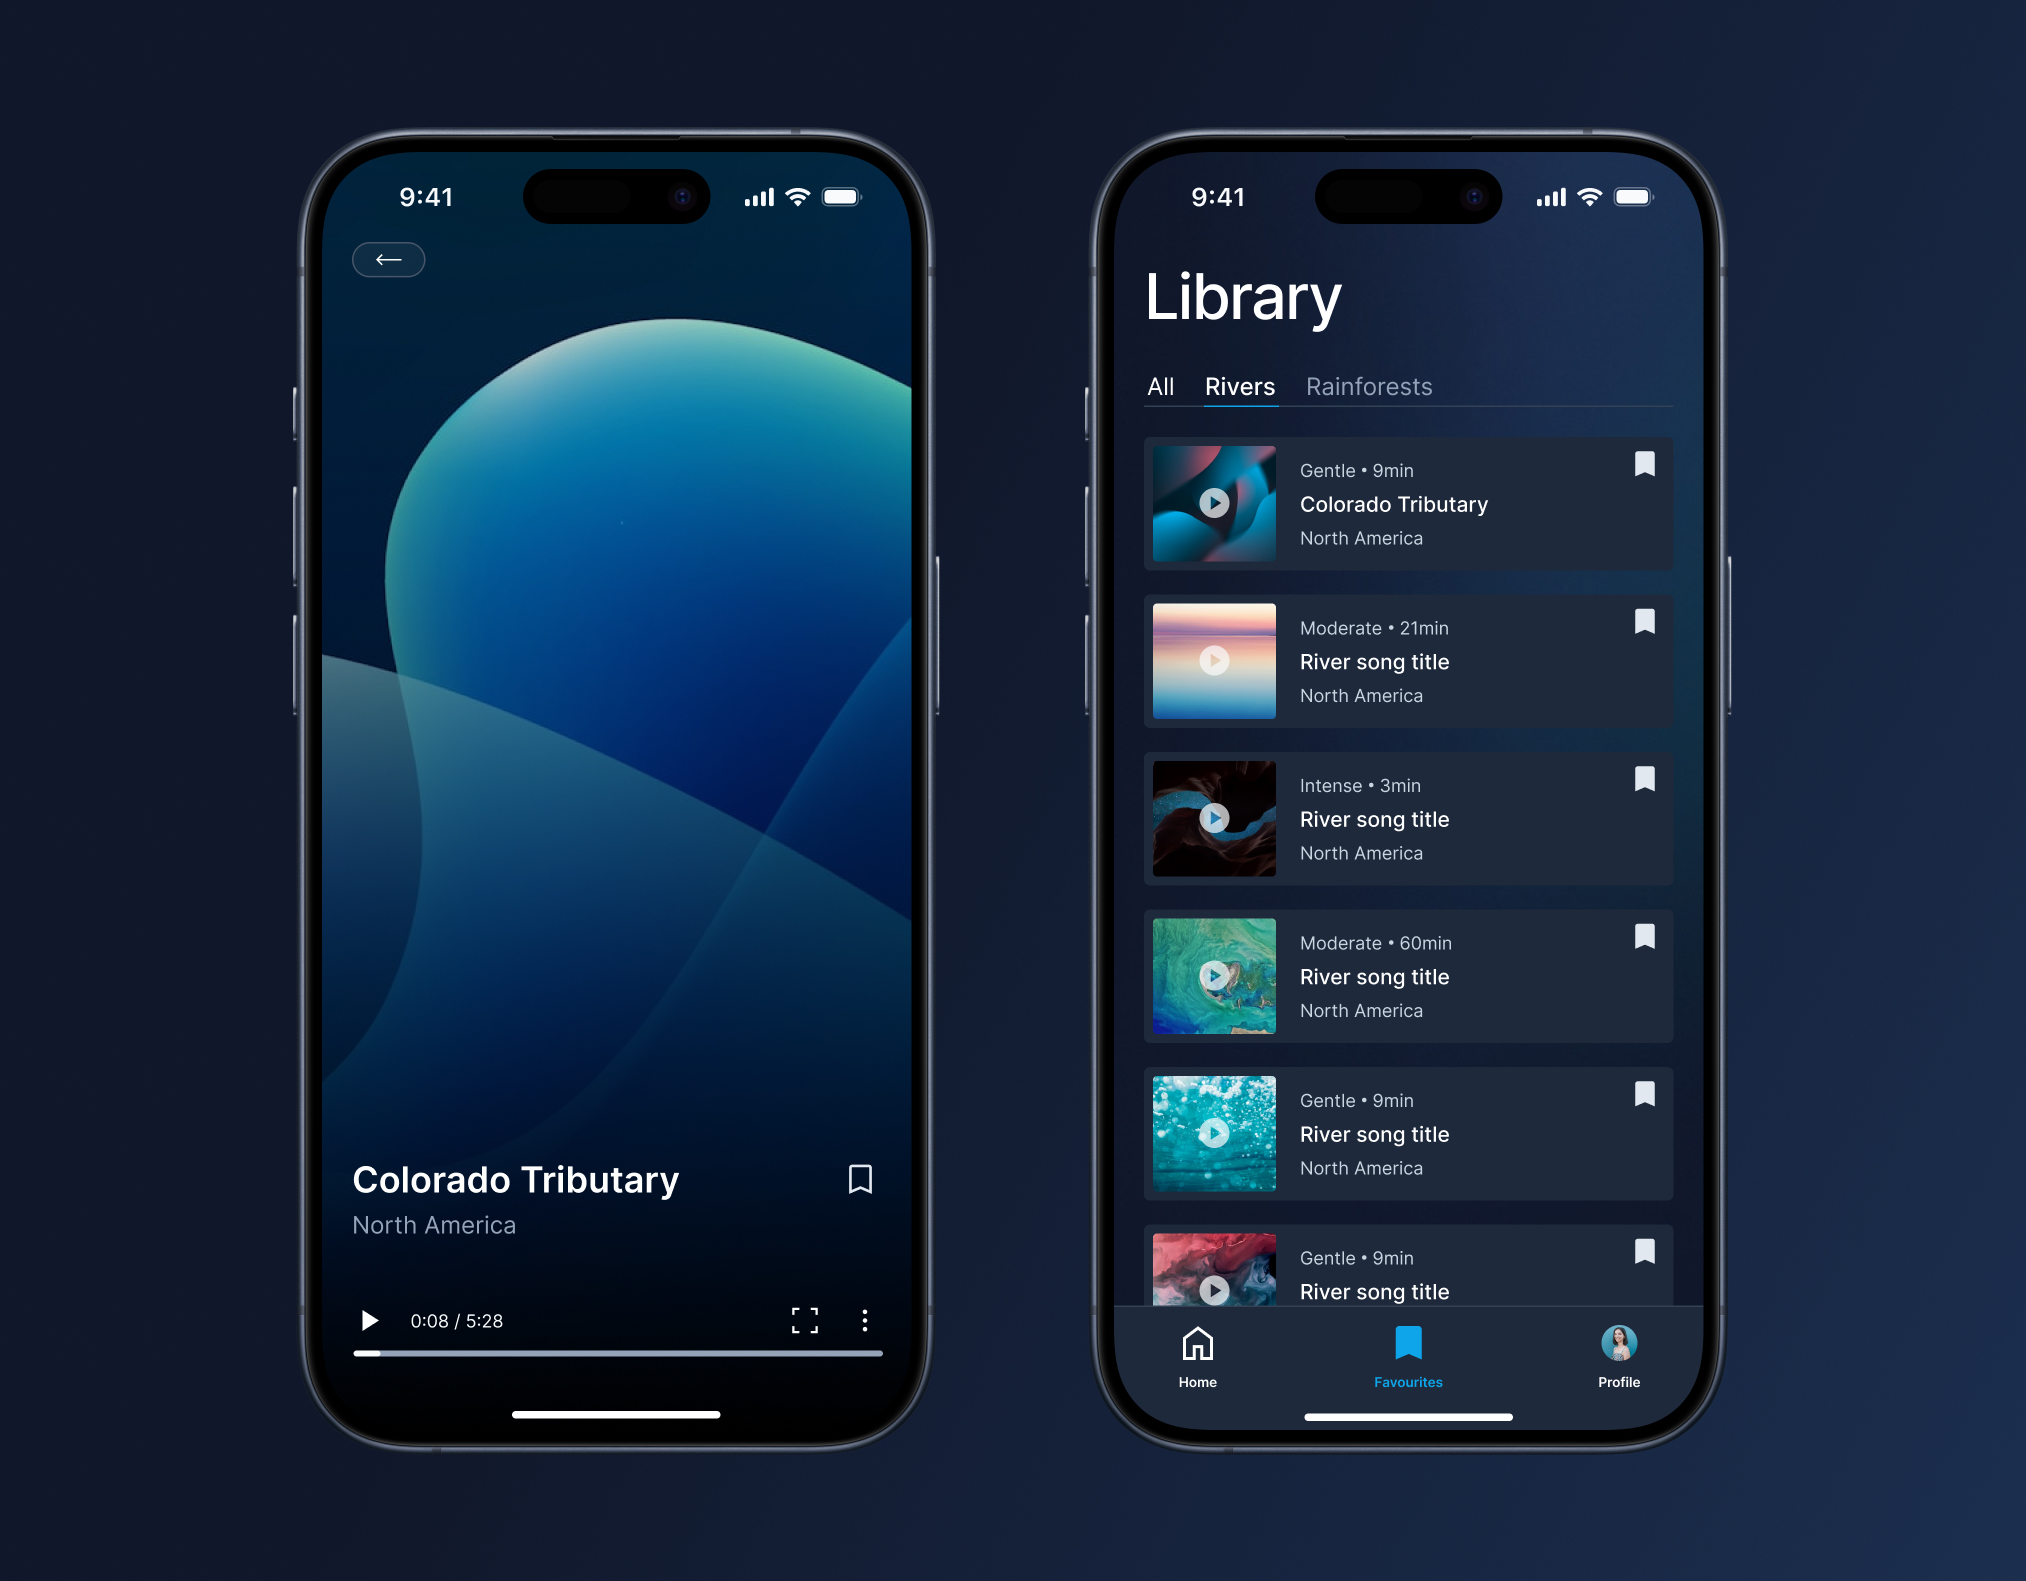 9:41
Colorado Tributary
North America
0:08 / 5:28
9:41
Library
All Rivers Rainforests
Gentle • 9min
Colorado Tributary
North America
Moderate • 21min
River song title
North America
Intense • 3min
River song title
North America
Moderate • 60min
River song title
North America
Gentle • 9min
River song title
North America
Gentle • 9min
River song title
Home Favourites Profile